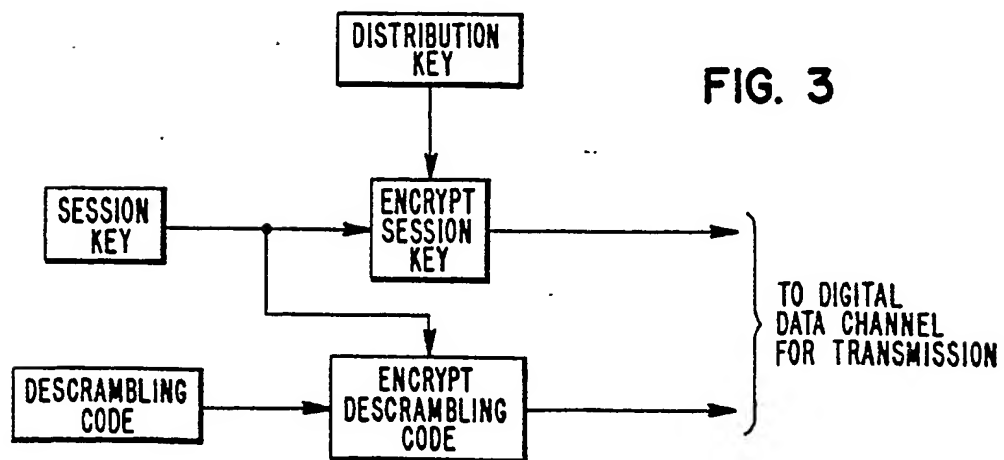 DISTRIBUTION
KEY
FIG. 3
SESSION
KEY
ENCRYPT
SESSION
KEY
TO DIGITAL
DATA CHANNEL
FOR TRANSMISSION
DESCRAMBLING
CODE
ENCRYPT
DESCRAMBLING
CODE